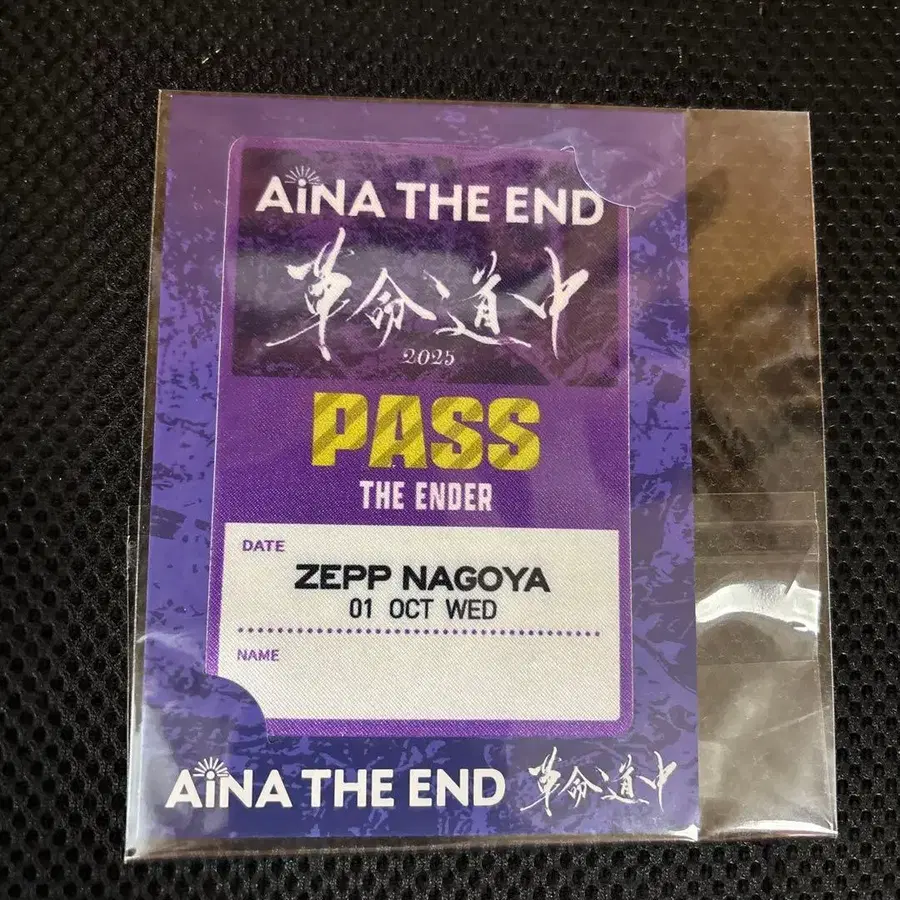 AiNA THE END
革命道中
2025
PASS
THE ENDER
DATE
ZEPP NAGOYA
01 OCT WED
NAME
AiNA THE END 革命道中